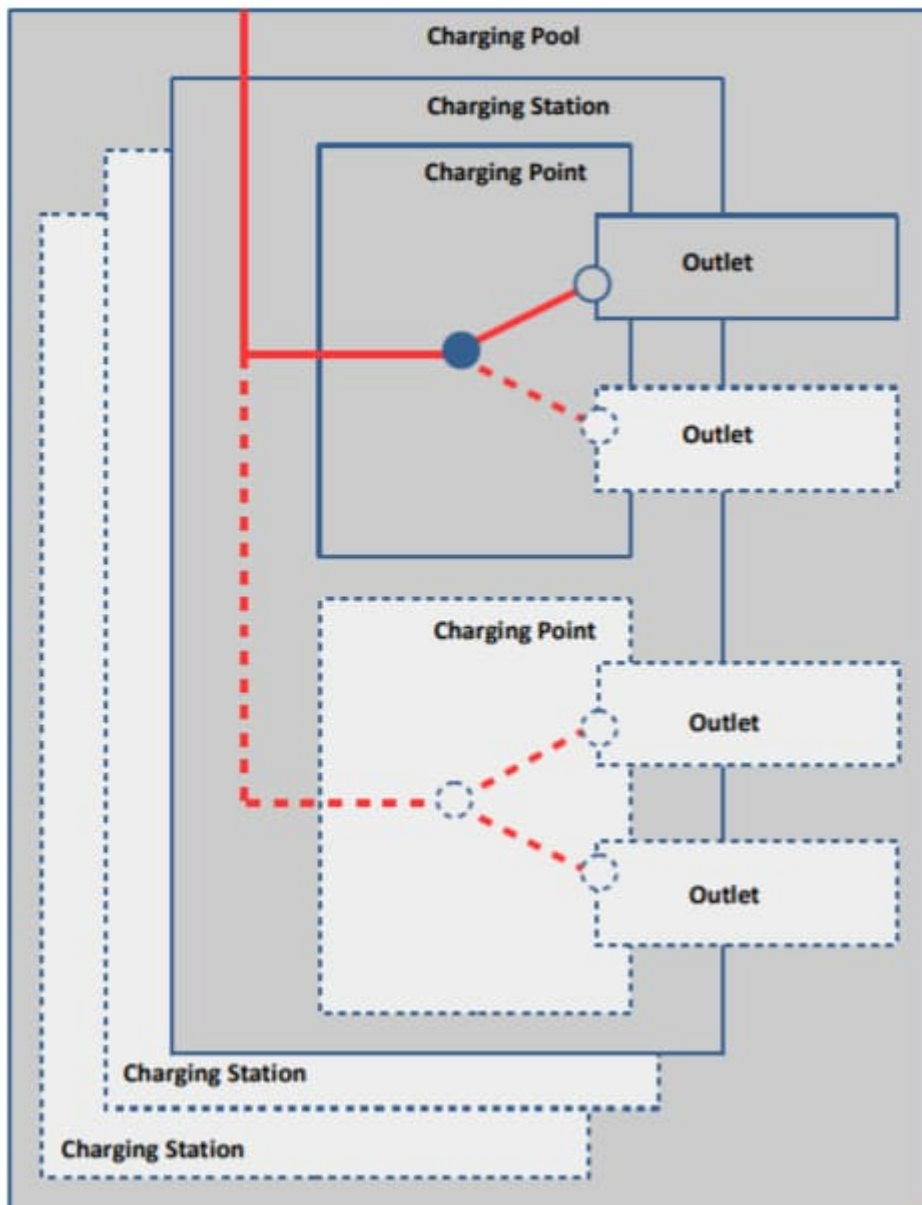 Charging Pool
Charging Station
Charging Point
Outlet
Outlet
Charging Point
Outlet
Outlet
Charging Station
Charging Station